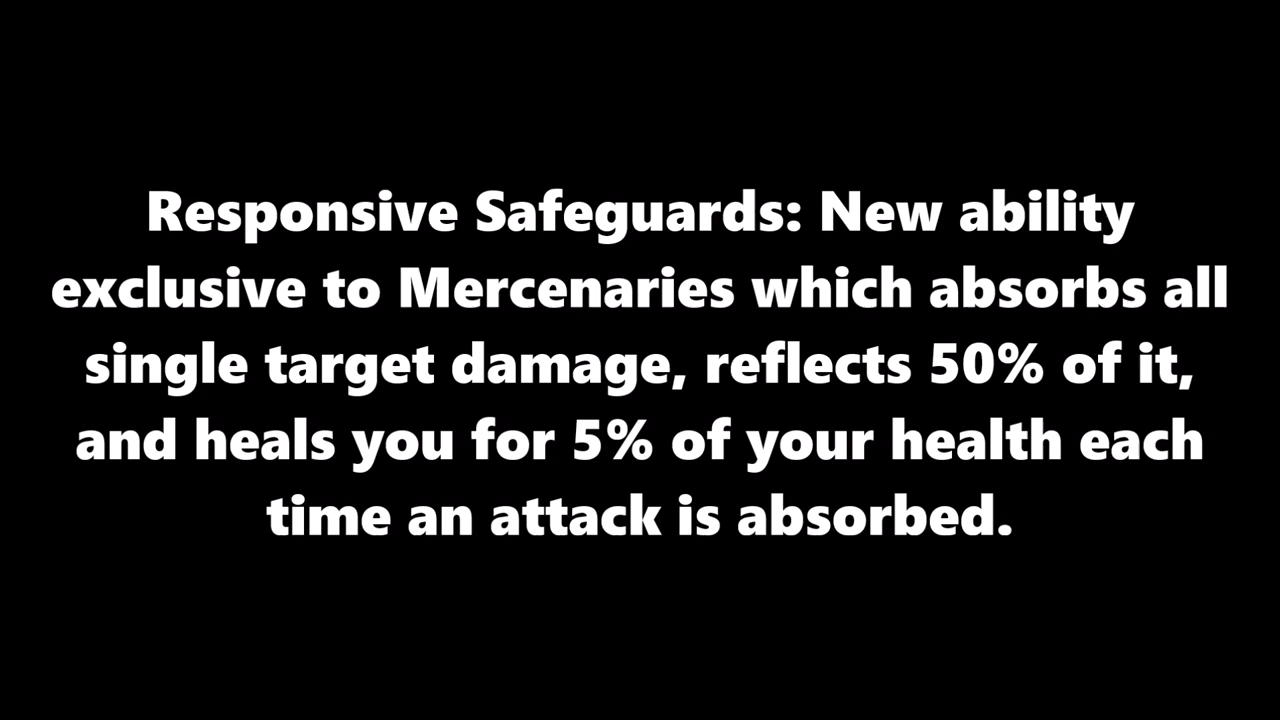 Responsive Safeguards: New ability
exclusive to Mercenaries which absorbs all
single target damage, reflects 50% of it,
and heals you for 5% of your health each
time an attack is absorbed.